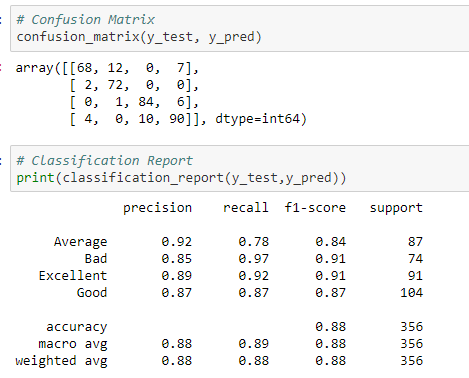 # Confusion Matrix
confusion_matrix(y_test, y_pred)
array([[68, 12, 0, 7],
[ 2, 72, 0, 0],
[ 0, 1, 84, 6],
[ 4, 0, 10, 90]], dtype=int64)
# Classification Report
print(classification_report(y_test,y_pred))
precision recall f1-score support
Average 0.92 0.78 0.84 87
Bad 0.85 0.97 0.91 74
Excellent 0.89 0.92 0.91 91
Good 0.87 0.87 0.87 104
accuracy 0.88 356
macro avg 0.88 0.89 0.88 356
weighted avg 0.88 0.88 0.88 356